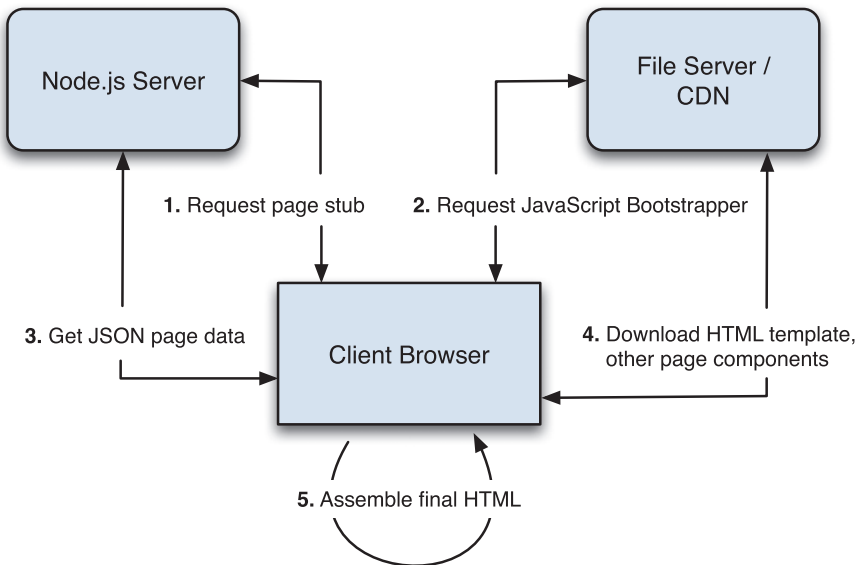 Node.js Server
File Server /
CDN
1. Request page stub
2. Request JavaScript Bootstrapper
3. Get JSON page data
Client Browser
4. Download HTML template,
other page components
5. Assemble final HTML